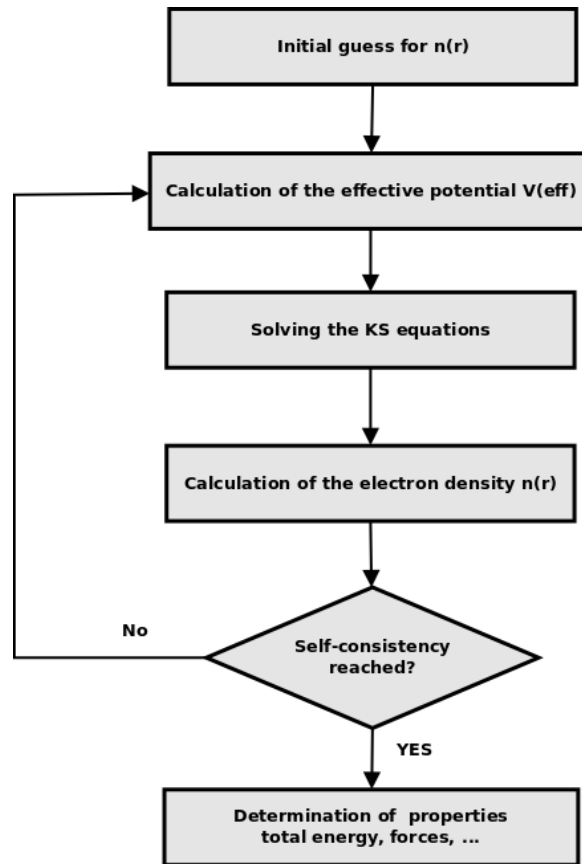 Initial guess for n(r)
Calculation of the effective potential V(eff)
Solving the KS equations
Calculation of the electron density n(r)
No
Self-consistency
reached?
YES
Determination of properties
total energy, forces, ...